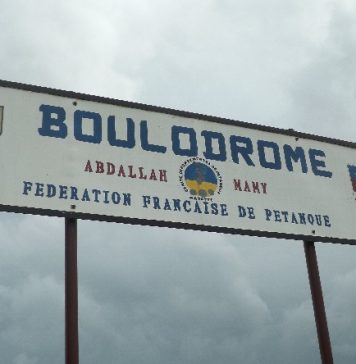 BOULODROME
ABDALLAH MAMY
FEDERATION FRANCAISE DE PETANQUE